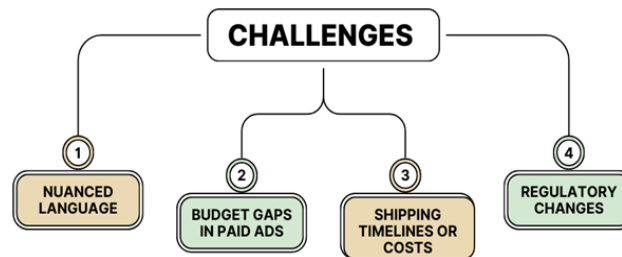 CHALLENGES
1
NUANCED
LANGUAGE
2
BUDGET GAPS
IN PAID ADS
3
SHIPPING
TIMELINES OR
COSTS
4
REGULATORY
CHANGES